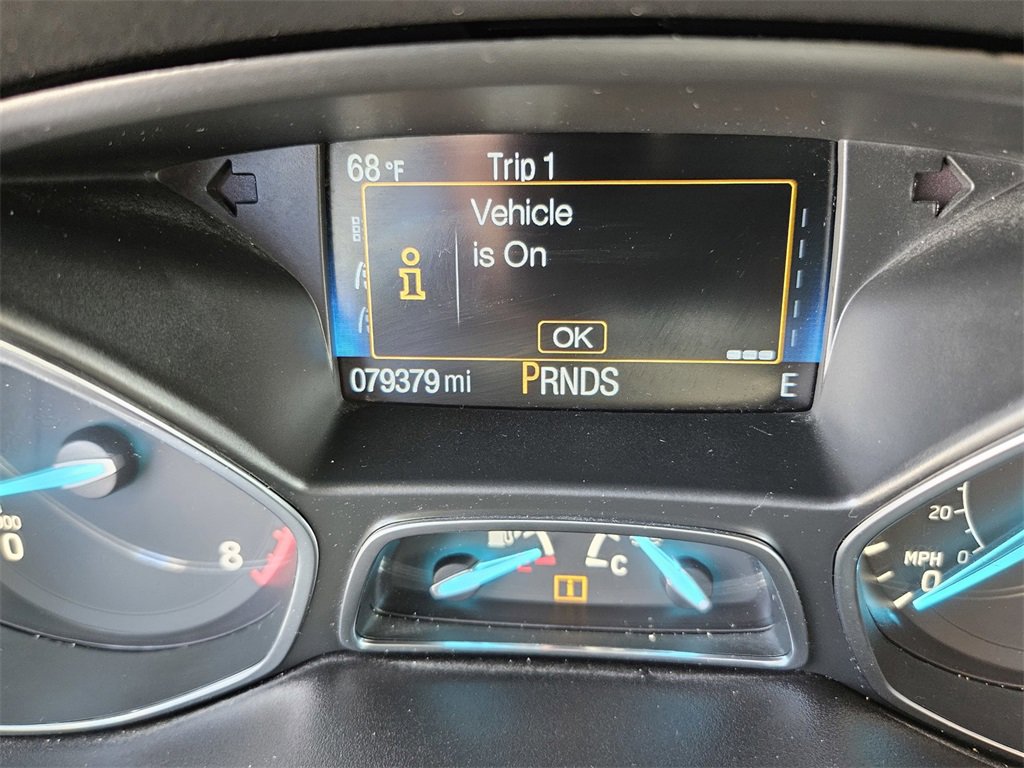 68 °F Trip 1
Vehicle
is On
i
OK
079379 mi PRNDS E
8
C
i
20
0
MPH
0